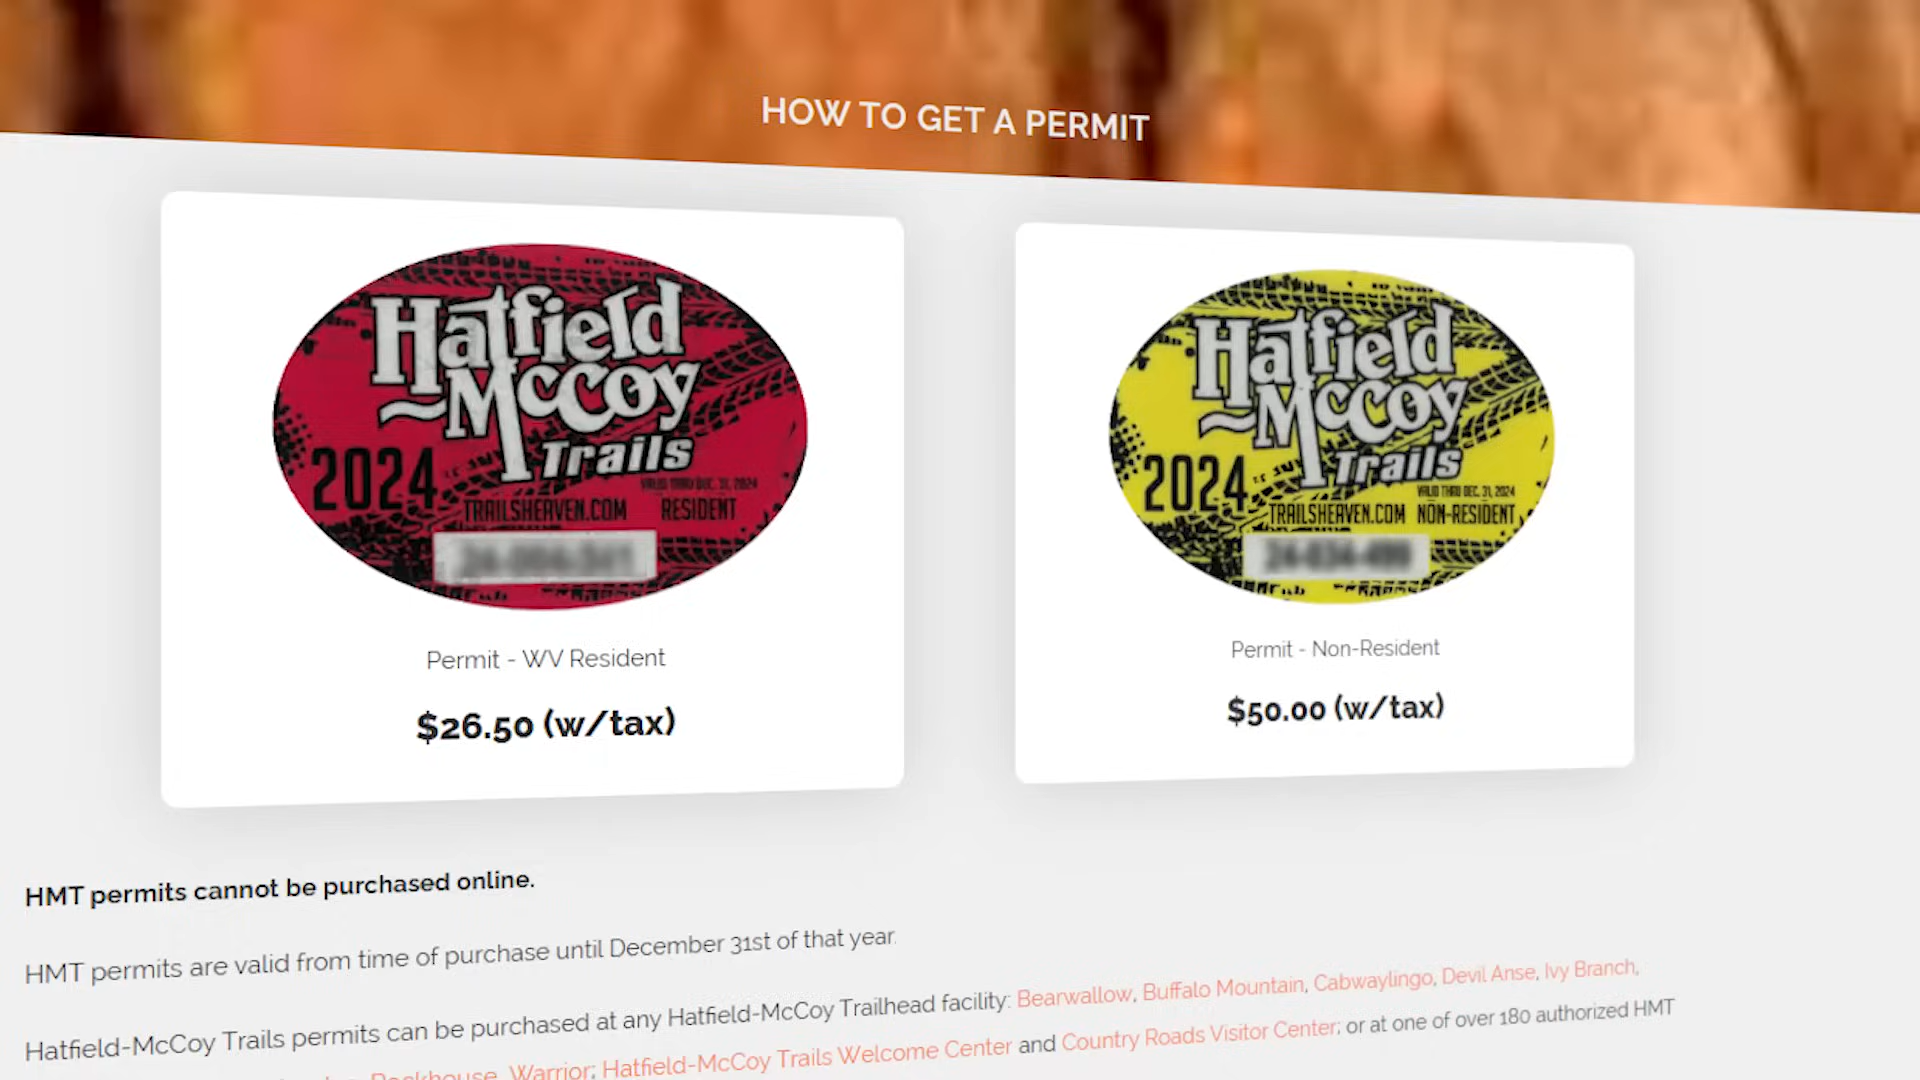 HOW TO GET A PERMIT
Hatfield
McCoy
Trails
2024
VALID THRU DEC. 31, 2024
TRAILSHEAVEN.COM RESIDENT
Permit - WV Resident
$26.50 (w/tax)
Hatfield
McCoy
Trails
2024
VALID THRU DEC. 31, 2024
TRAILSHEAVEN.COM NON-RESIDENT
Permit - Non-Resident
$50.00 (w/tax)
HMT permits cannot be purchased online.
HMT permits are valid from time of purchase until December 31st of that year.
Hatfield-McCoy Trails permits can be purchased at any Hatfield-McCoy Trailhead facility: Bearwallow, Buffalo Mountain, Cabwaylingo, Devil Anse, Ivy Branch,
Rockhouse, Warrior; Hatfield-McCoy Trails Welcome Center and Country Roads Visitor Center; or at one of over 180 authorized HMT